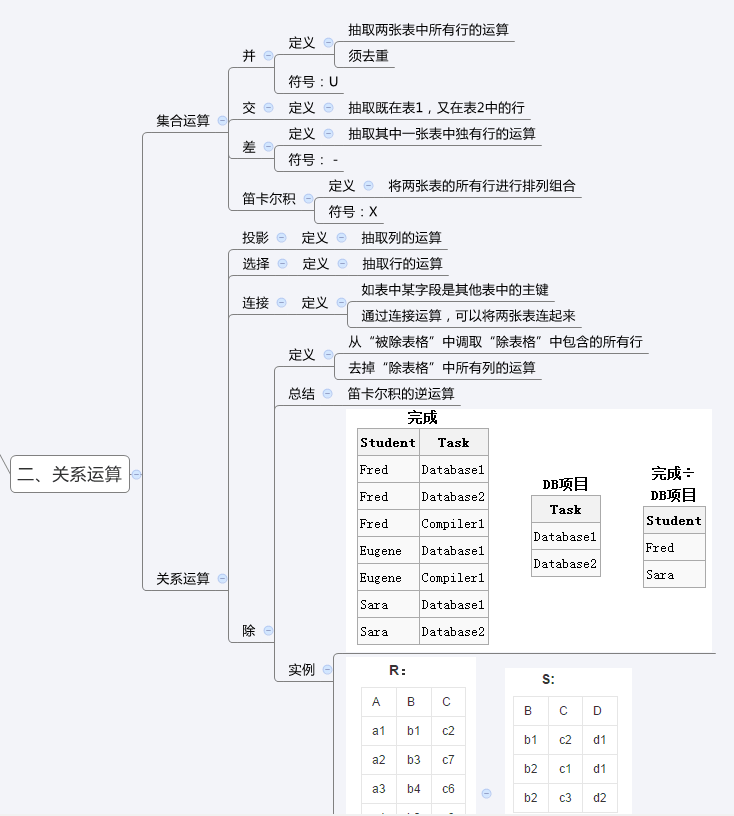 抽取两张表中所有行的运算
定义
并
须去重
符号：U
交 定义 抽取既在表1，又在表2中的行
集合运算
定义 抽取其中一张表中独有行的运算
差
符号： -
定义 将两张表的所有行进行排列组合
笛卡尔积
符号：X
投影 定义 抽取列的运算
选择 定义 抽取行的运算
如表中某字段是其他表中的主键
连接 定义
通过连接运算，可以将两张表连起来
从“被除表格”中调取“除表格”中包含的所有行
定义
去掉“除表格”中所有列的运算
总结 笛卡尔积的逆运算
二、关系运算
关系运算
除
实例
完成
Student Task
Fred Database1
Fred Database2
Fred Compiler1
Eugene Database1
Eugene Compiler1
Sara Database1
Sara Database2
DB项目
Task
Database1
Database2
完成÷
DB项目
Student
Fred
Sara
R：
A B C
a1 b1 c2
a2 b3 c7
a3 b4 c6
S:
B C D
b1 c2 d1
b2 c1 d1
b2 c3 d2